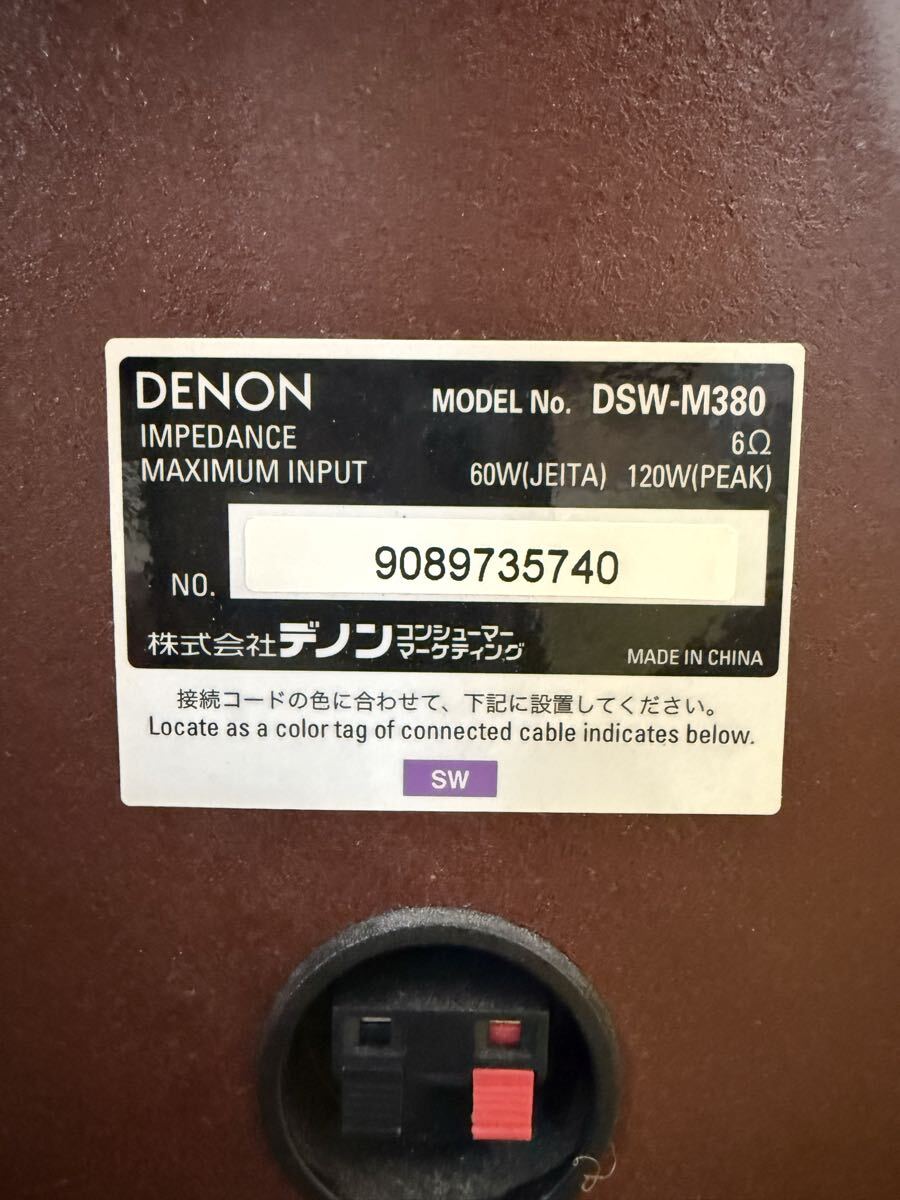 DENON
MODEL No. DSW-M380
IMPEDANCE 6Ω
MAXIMUM INPUT 60W(JEITA) 120W(PEAK)
NO. 9089735740
株式会社デノンコンシューマーマーケティング
MADE IN CHINA
接続コードの色に合わせて、下記に設置してください。
Locate as a color tag of connected cable indicates below.
SW